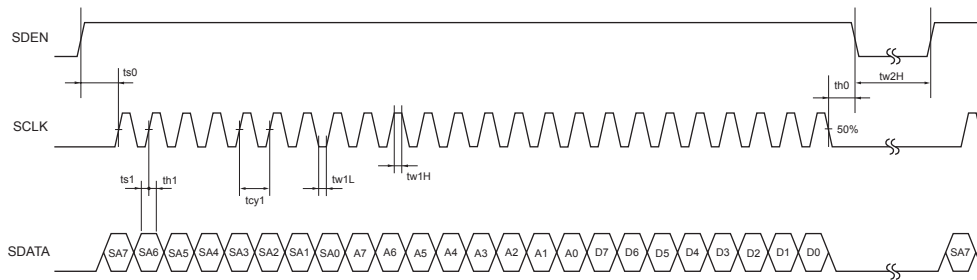 SDEN
ts0
th0
tw2H
SCLK
50%
ts1 th1
tcy1
tw1L
tw1H
SDATA
SA7 SA6 SA5 SA4 SA3 SA2 SA1 SA0 A7 A6 A5 A4 A3 A2 A1 A0 D7 D6 D5 D4 D3 D2 D1 D0 SA7